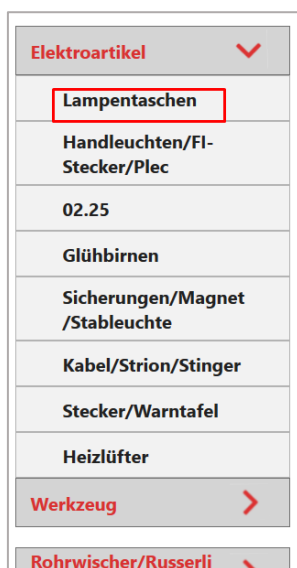 Elektroartikel
Lampentaschen
Handleuchten/FI-
Stecker/Plec
02.25
Glühbirnen
Sicherungen/Magnet
/Stableuchte
Kabel/Strion/Stinger
Stecker/Warntafel
Heizlüfter
Werkzeug
Rohrwischer/Russerli